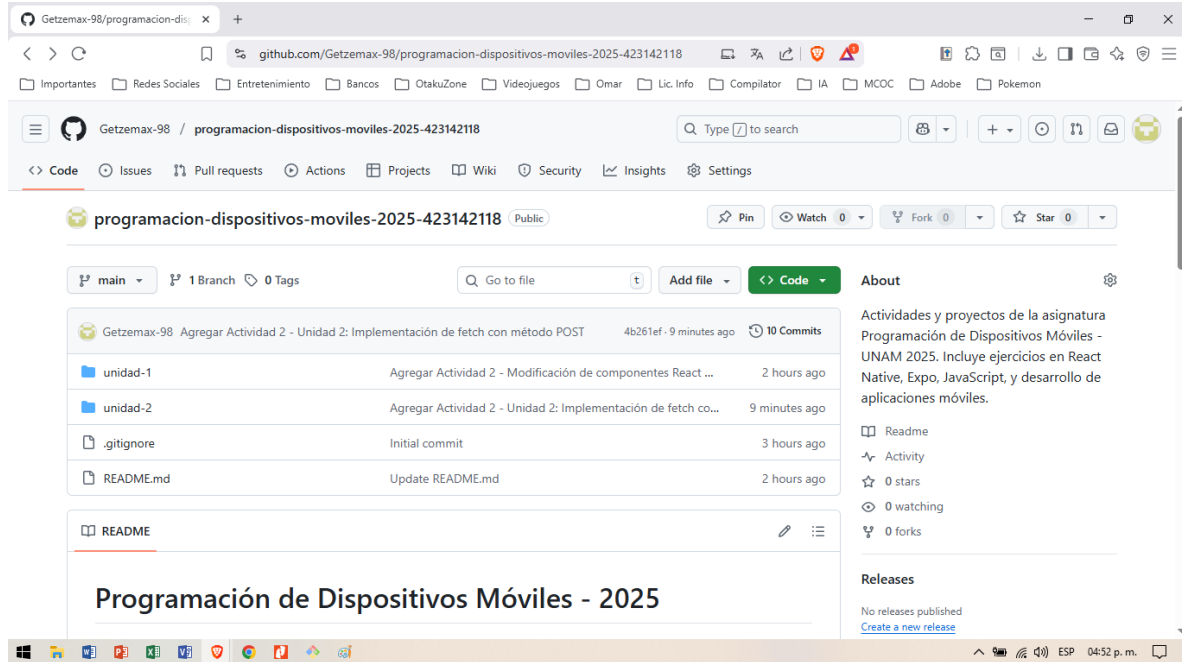 Getzemax-98/programacion-disp
github.com/Getzemax-98/programacion-dispositivos-moviles-2025-423142118
Importantes Redes Sociales Entretenimiento Bancos OtakuZone Videojuegos Omar Lic. Info Compilator IA MCOC Adobe Pokemon
Getzemax-98 / programacion-dispositivos-moviles-2025-423142118
Type / to search
<> Code Issues Pull requests Actions Projects Wiki Security Insights Settings
programacion-dispositivos-moviles-2025-423142118 Public
Pin Watch 0 Fork 0 Star 0
main 1 Branch 0 Tags
Go to file t Add file <> Code
Getzemax-98 Agregar Actividad 2 - Unidad 2: Implementación de fetch con método POST 4b261ef · 9 minutes ago 10 Commits
unidad-1 Agregar Actividad 2 - Modificación de componentes React ... 2 hours ago
unidad-2 Agregar Actividad 2 - Unidad 2: Implementación de fetch co... 9 minutes ago
.gitignore Initial commit 3 hours ago
README.md Update README.md 2 hours ago
README
Programación de Dispositivos Móviles - 2025
About
Actividades y proyectos de la asignatura
Programación de Dispositivos Móviles -
UNAM 2025. Incluye ejercicios en React
Native, Expo, JavaScript, y desarrollo de
aplicaciones móviles.
Readme
Activity
0 stars
0 watching
0 forks
Releases
No releases published
Create a new release
ESP 04:52 p. m.